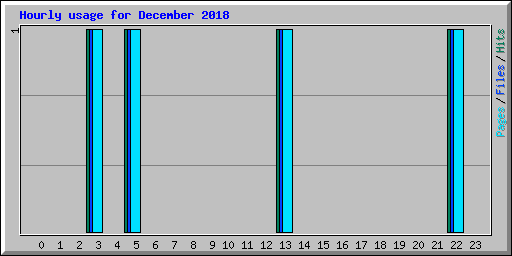 Hourly usage for December 2018
1
Pages/Files/Hits
0 1 2 3 4 5 6 7 8 9 10 11 12 13 14 15 16 17 18 19 20 21 22 23